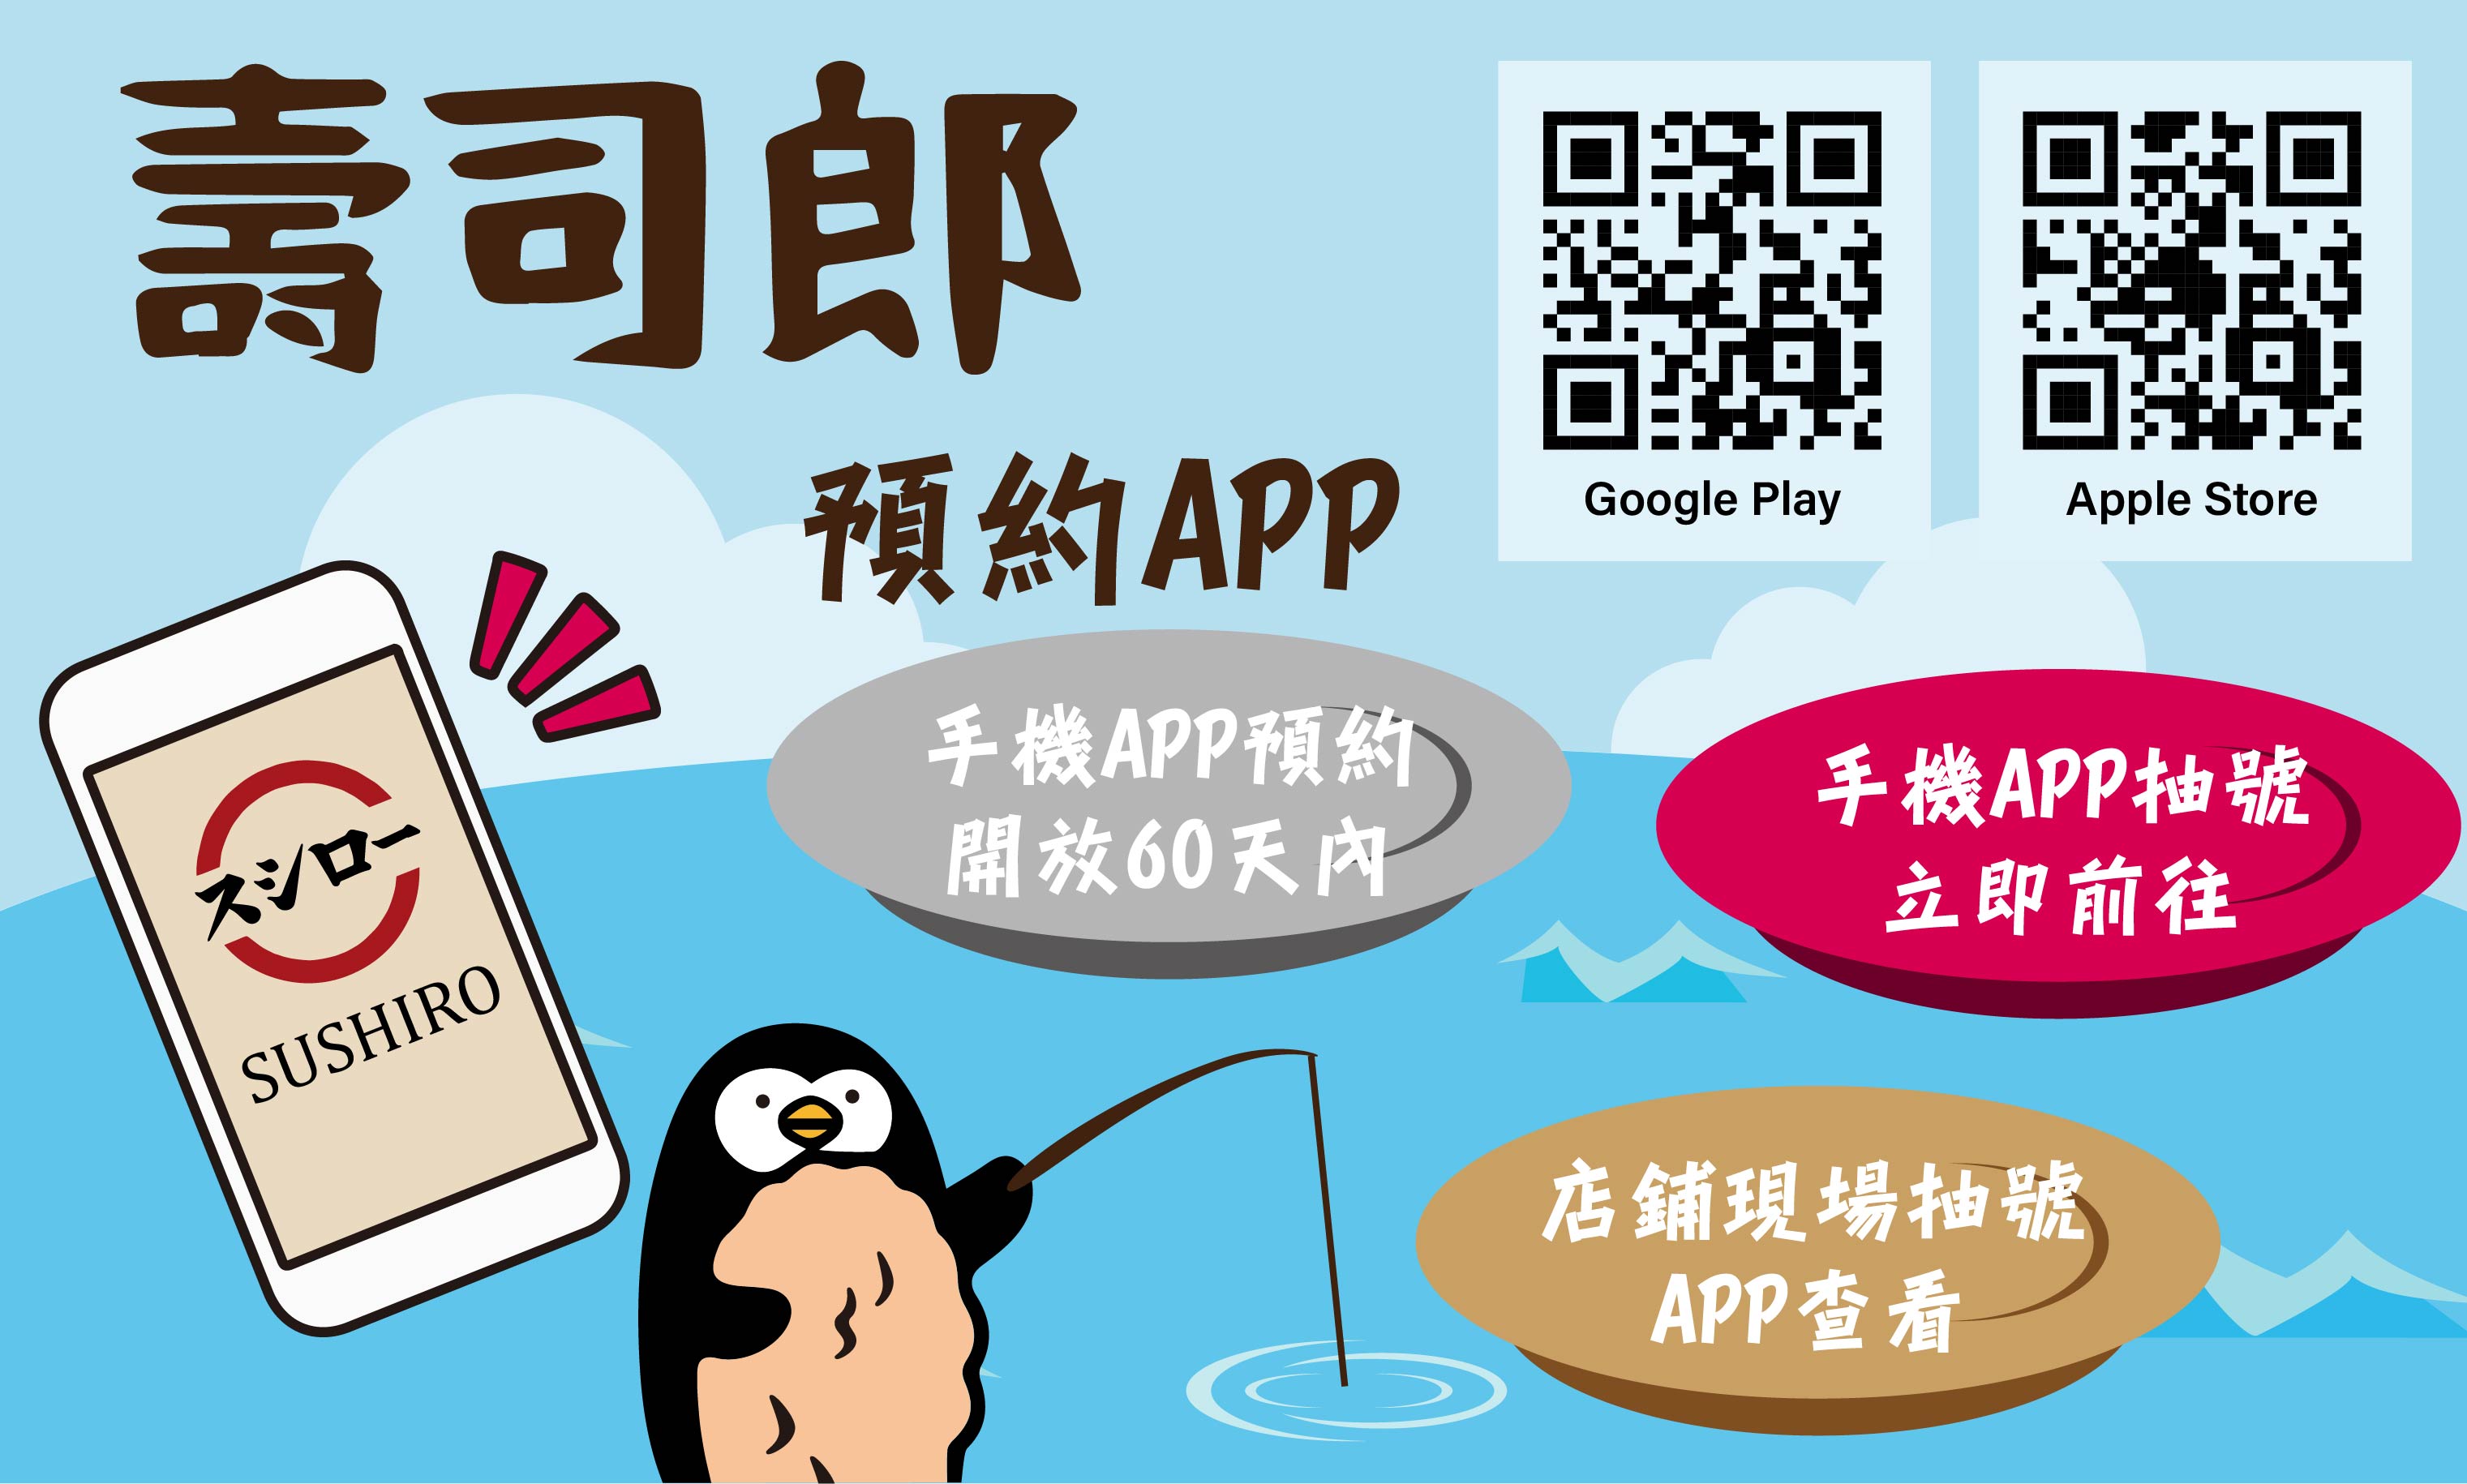 壽司郎
預約APP
Google Play
Apple Store
スシロー
SUSHIRO
手機APP預約
開放60天內
手機APP抽號
立即前往
店鋪現場抽號
APP查看